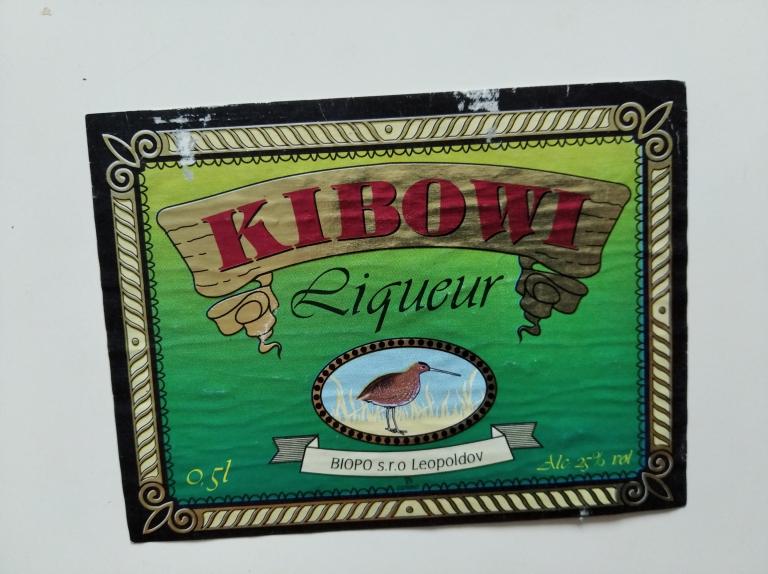 KIBOWI
Liqueur
BIOPO s.r.o Leopoldov
0,5l
Alc 25% vol